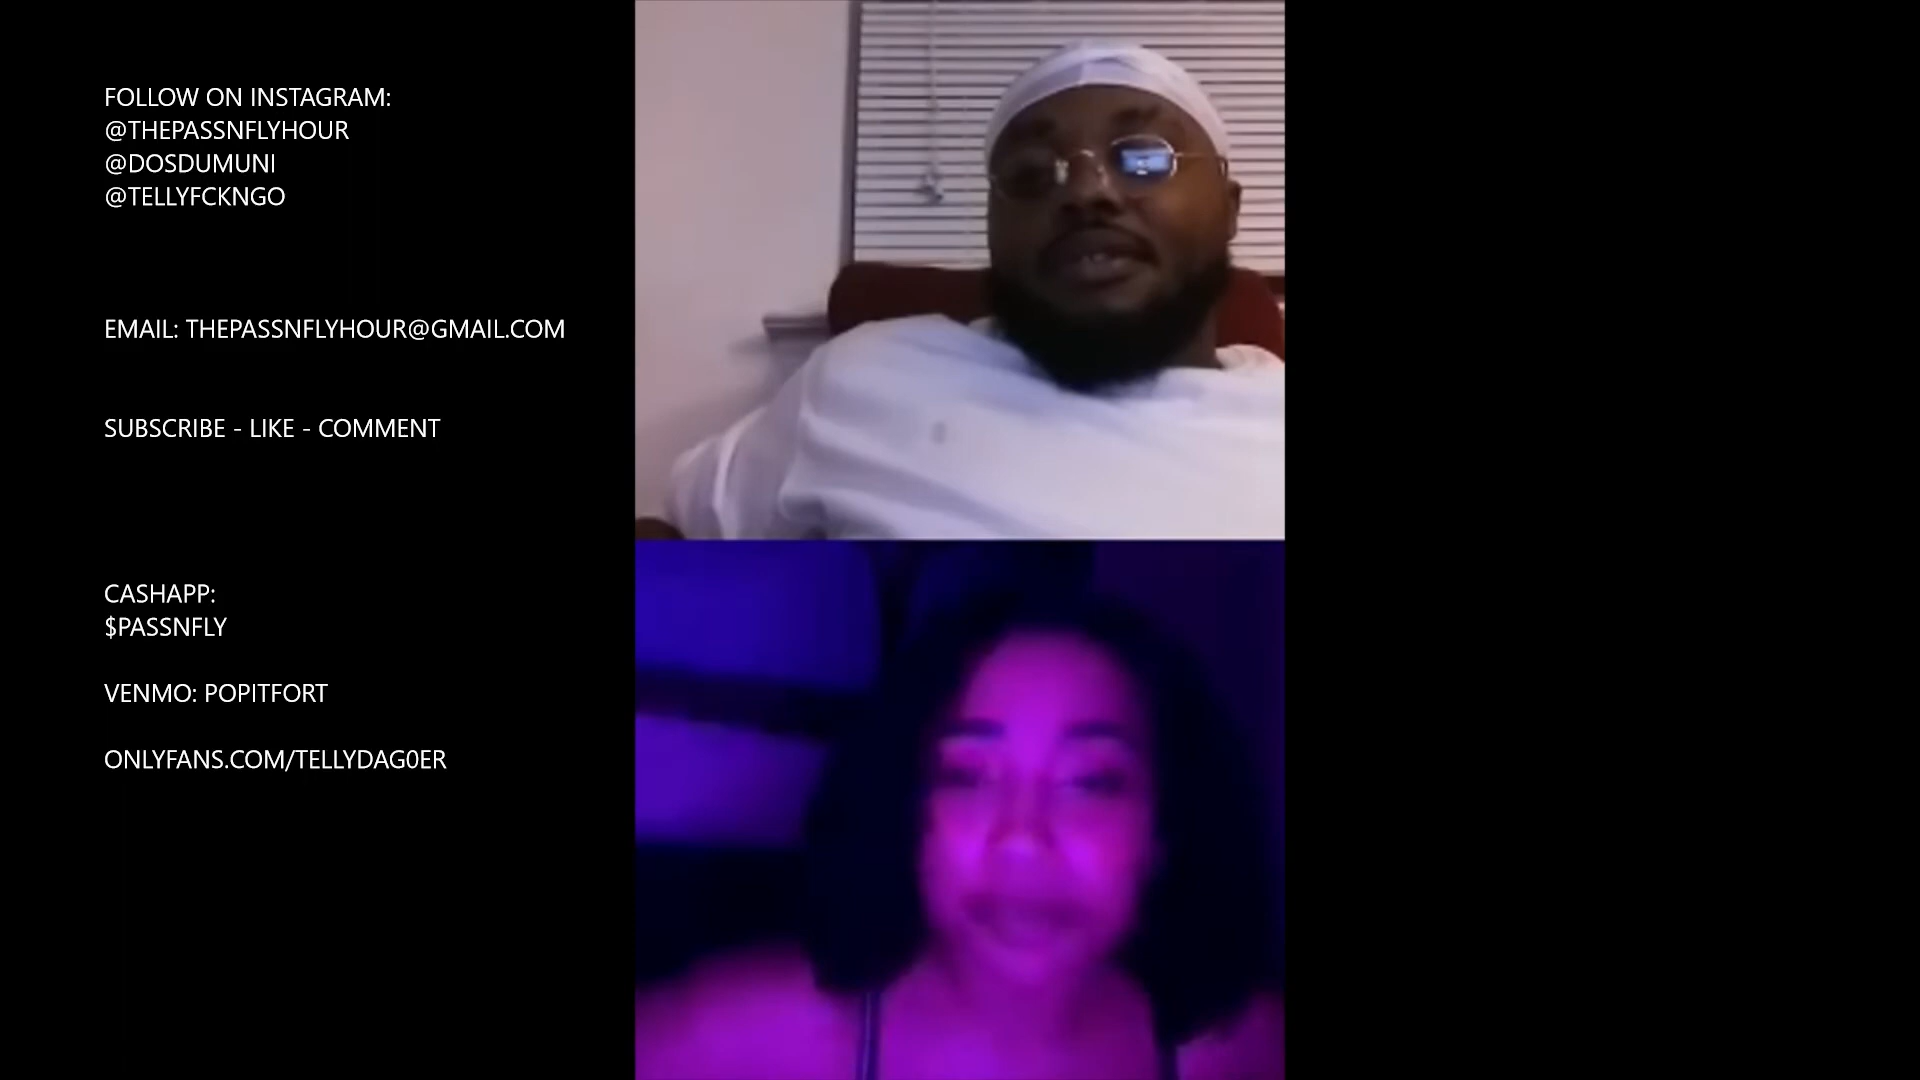 FOLLOW ON INSTAGRAM:
@THEPASSNFLYHOUR
@DOSDUMUNI
@TELLYFCKNGO
EMAIL: THEPASSNFLYHOUR@GMAIL.COM
SUBSCRIBE - LIKE - COMMENT
CASHAPP:
$PASSNFLY
VENMO: POPITFORT
ONLYFANS.COM/TELLYDAG0ER